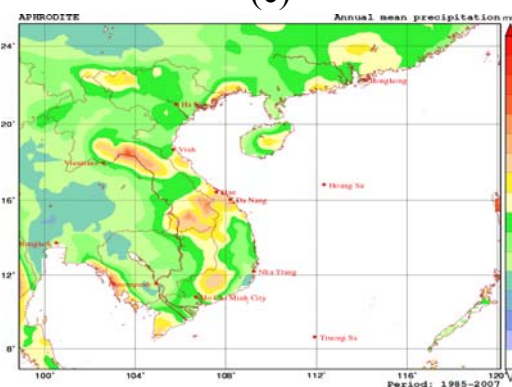 (c)
APHRODITE Annual mean precipitation
24°
Hongkong
Ha Noi
20°
Vinh
Vientiane
Hue
Hoang Sa
16°
Da Nang
Bangkok
Nha Trang
12°
Ho Chi Minh City
Truong Sa
8°
100° 104° 108° 112° 116° 120°
Period: 1985-2007